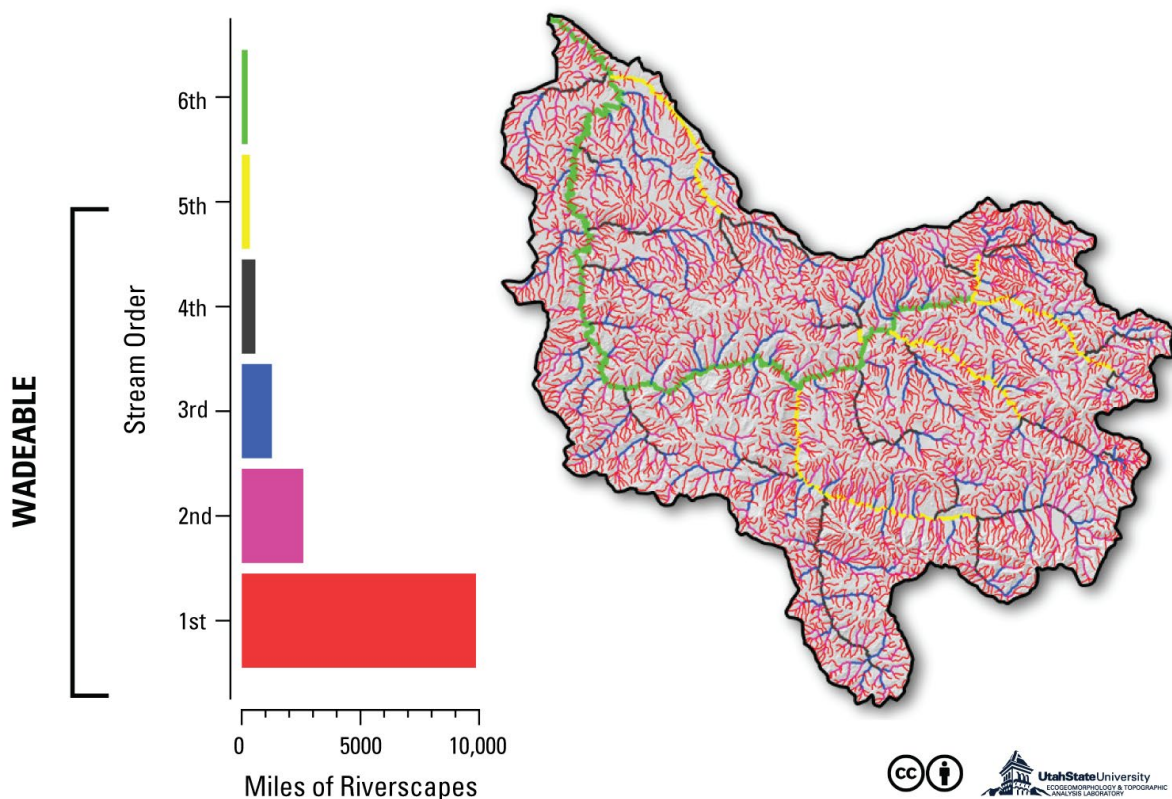 WADEABLE
Stream Order
6th
5th
4th
3rd
2nd
1st
0
5000
10,000
Miles of Riverscapes
cc
UtahStateUniversity
ECOGEOMORPHOLOGY & TOPOGRAPHIC
ANALYSIS LABORATORY